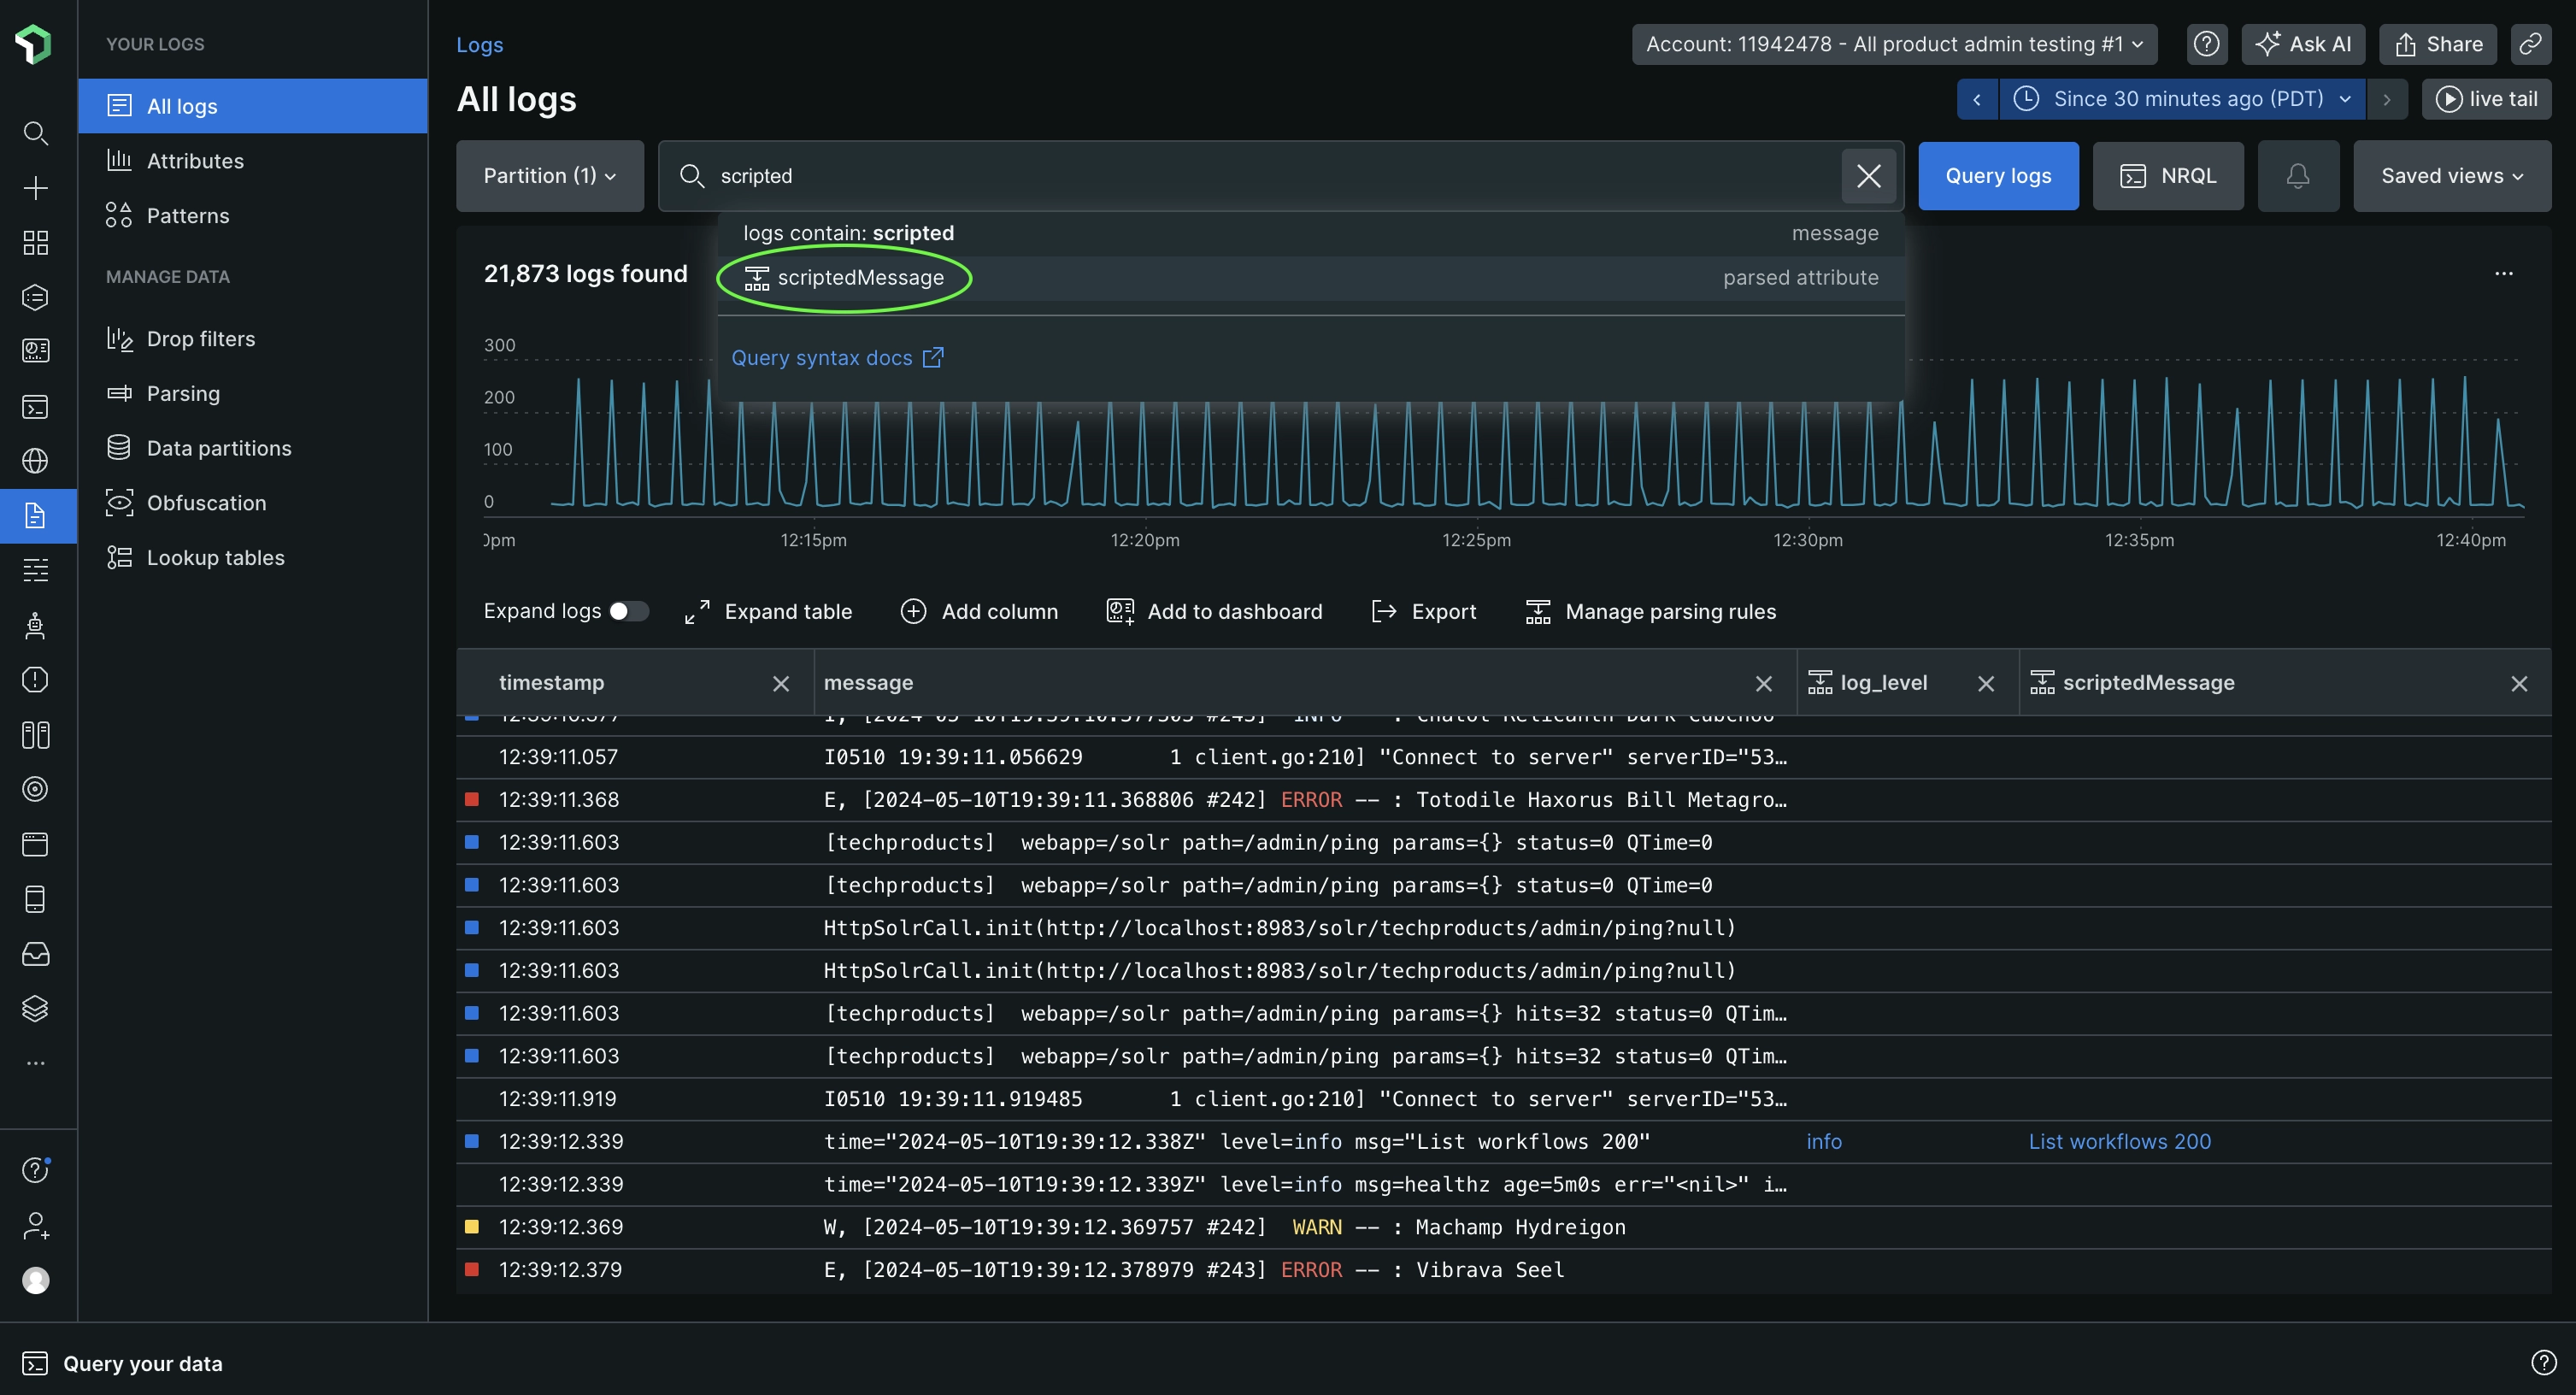 YOUR LOGS
All logs
Attributes
Patterns
MANAGE DATA
Drop filters
Parsing
Data partitions
Obfuscation
Lookup tables
Logs
Account: 11942478 - All product admin testing #1
Ask AI
Share
All logs
Since 30 minutes ago (PDT)
live tail
Partition (1)
scripted
Query logs
NRQL
Saved views
logs contain: scripted message
scriptedMessage parsed attribute
Query syntax docs
21,873 logs found
300
200
100
0
0pm 12:15pm 12:20pm 12:25pm 12:30pm 12:35pm 12:40pm
Expand logs Expand table Add column Add to dashboard Export Manage parsing rules
timestamp message log_level scriptedMessage
12:39:11.057 I0510 19:39:11.056629 1 client.go:210] "Connect to server" serverID="53…
12:39:11.368 E, [2024-05-10T19:39:11.368806 #242] ERROR -- : Totodile Haxorus Bill Metagro…
12:39:11.603 [techproducts] webapp=/solr path=/admin/ping params={} status=0 QTime=0
12:39:11.603 [techproducts] webapp=/solr path=/admin/ping params={} status=0 QTime=0
12:39:11.603 HttpSolrCall.init(http://localhost:8983/solr/techproducts/admin/ping?null)
12:39:11.603 HttpSolrCall.init(http://localhost:8983/solr/techproducts/admin/ping?null)
12:39:11.603 [techproducts] webapp=/solr path=/admin/ping params={} hits=32 status=0 QTim…
12:39:11.603 [techproducts] webapp=/solr path=/admin/ping params={} hits=32 status=0 QTim…
12:39:11.919 I0510 19:39:11.919485 1 client.go:210] "Connect to server" serverID="53…
12:39:12.339 time="2024-05-10T19:39:12.338Z" level=info msg="List workflows 200" info List workflows 200
12:39:12.339 time="2024-05-10T19:39:12.339Z" level=info msg=healthz age=5m0s err="<nil>" i…
12:39:12.369 W, [2024-05-10T19:39:12.369757 #242] WARN -- : Machamp Hydreigon
12:39:12.379 E, [2024-05-10T19:39:12.378979 #243] ERROR -- : Vibrava Seel
Query your data